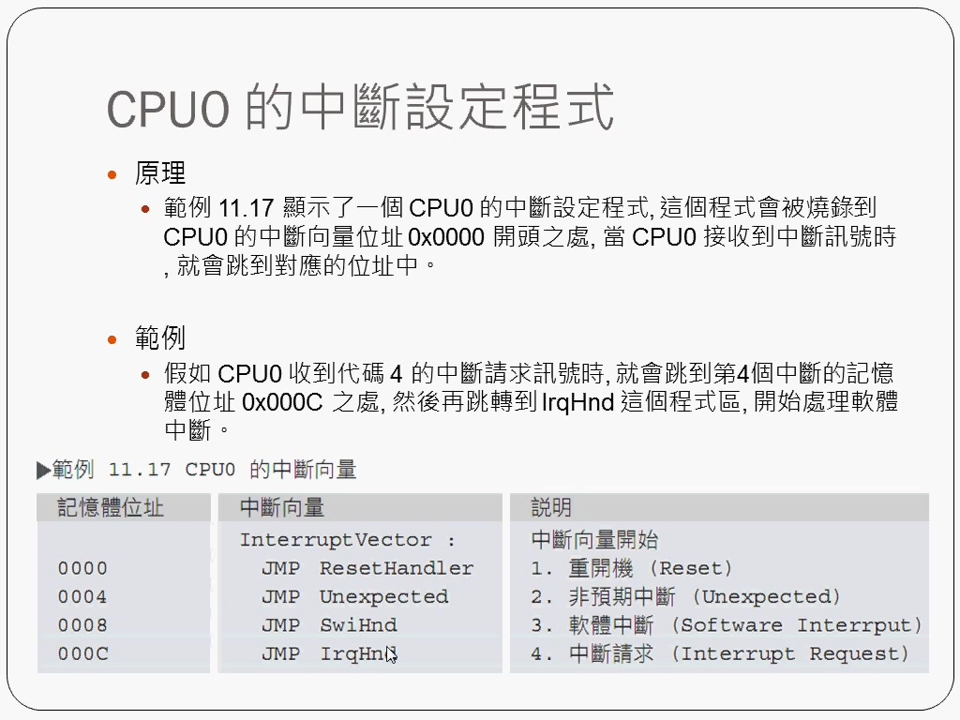 CPU0 的中斷設定程式
• 原理
• 範例 11.17 顯示了一個 CPU0 的中斷設定程式, 這個程式會被燒錄到
CPU0 的中斷向量位址 0x0000 開頭之處, 當 CPU0 接收到中斷訊號時
, 就會跳到對應的位址中。
• 範例
• 假如 CPU0 收到代碼 4 的中斷請求訊號時, 就會跳到第4個中斷的記憶
體位址 0x000C 之處, 然後再跳轉到 IrqHnd 這個程式區, 開始處理軟體
中斷。
▶範例 11.17 CPU0 的中斷向量
記憶體位址 中斷向量 說明
InterruptVector : 中斷向量開始
0000 JMP ResetHandler 1. 重開機 (Reset)
0004 JMP Unexpected 2. 非預期中斷 (Unexpected)
0008 JMP SwiHnd 3. 軟體中斷 (Software Interrput)
000C JMP IrqHnd 4. 中斷請求 (Interrupt Request)